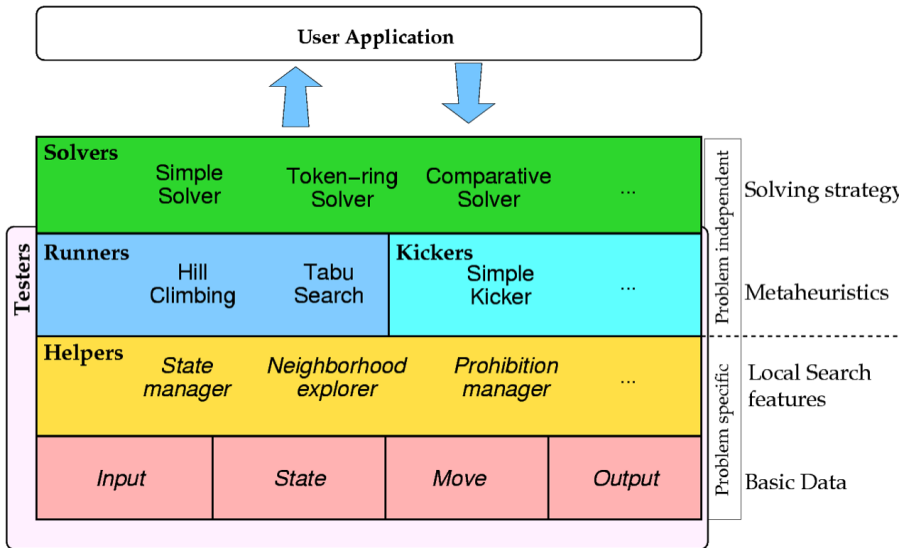 User Application
Solvers
Simple
Solver
Token-ring
Solver
Comparative
Solver
...
Solving strategy
Problem independent
Testers
Runners
Hill
Climbing
Tabu
Search
Kickers
Simple
Kicker
...
Metaheuristics
Helpers
State
manager
Neighborhood
explorer
Prohibition
manager
...
Local Search
features
Problem specific
Input
State
Move
Output
Basic Data